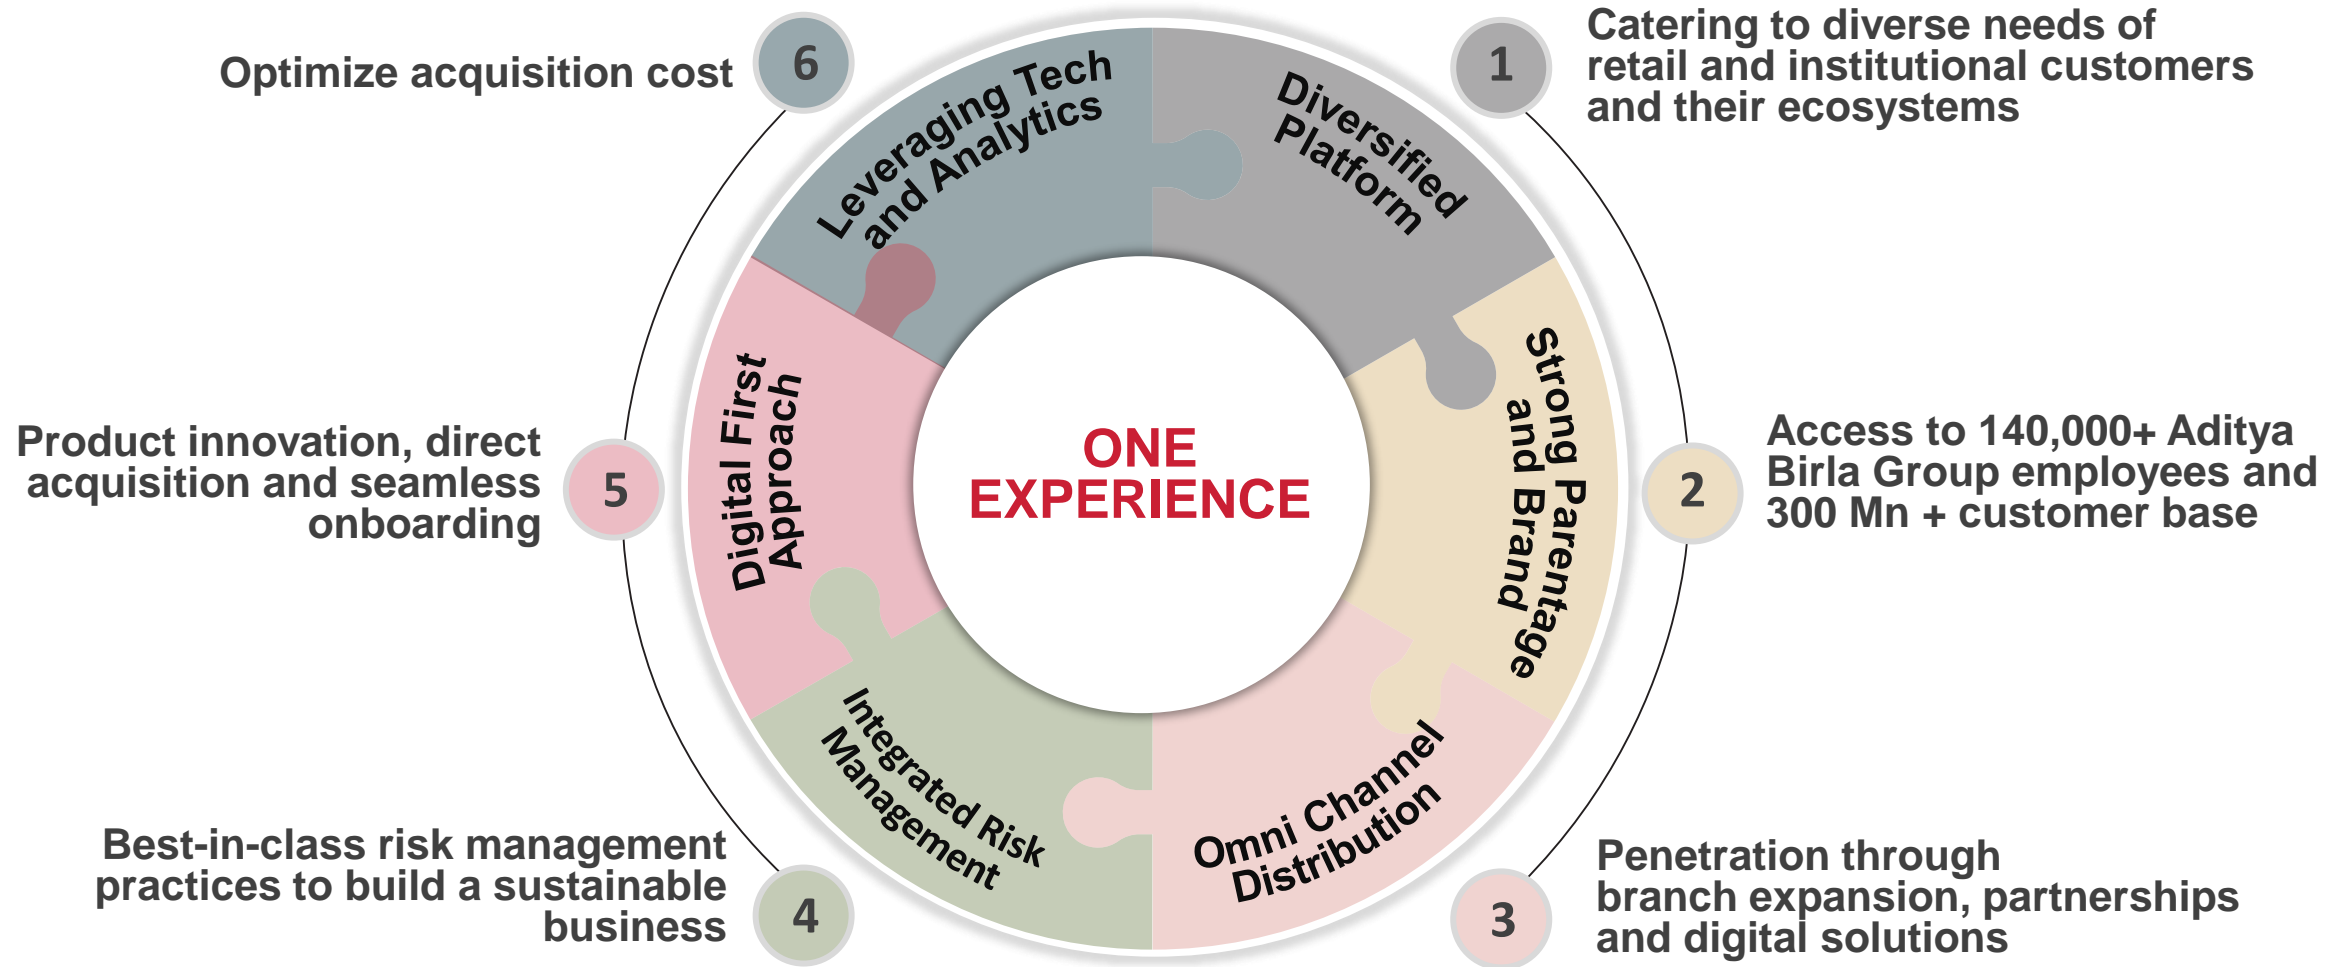 6
Optimize acquisition cost
Leveraging Tech
and Analytics
1
Catering to diverse needs of
retail and institutional customers
and their ecosystems
Diversified
Platform
2
Access to 140,000+ Aditya
Birla Group employees and
300 Mn + customer base
Strong Parentage
and Brand
ONE
EXPERIENCE
5
Product innovation, direct
acquisition and seamless
onboarding
Digital First
Approach
4
Best-in-class risk management
practices to build a sustainable
business
Integrated Risk
Management
3
Penetration through
branch expansion, partnerships
and digital solutions
Omni Channel
Distribution